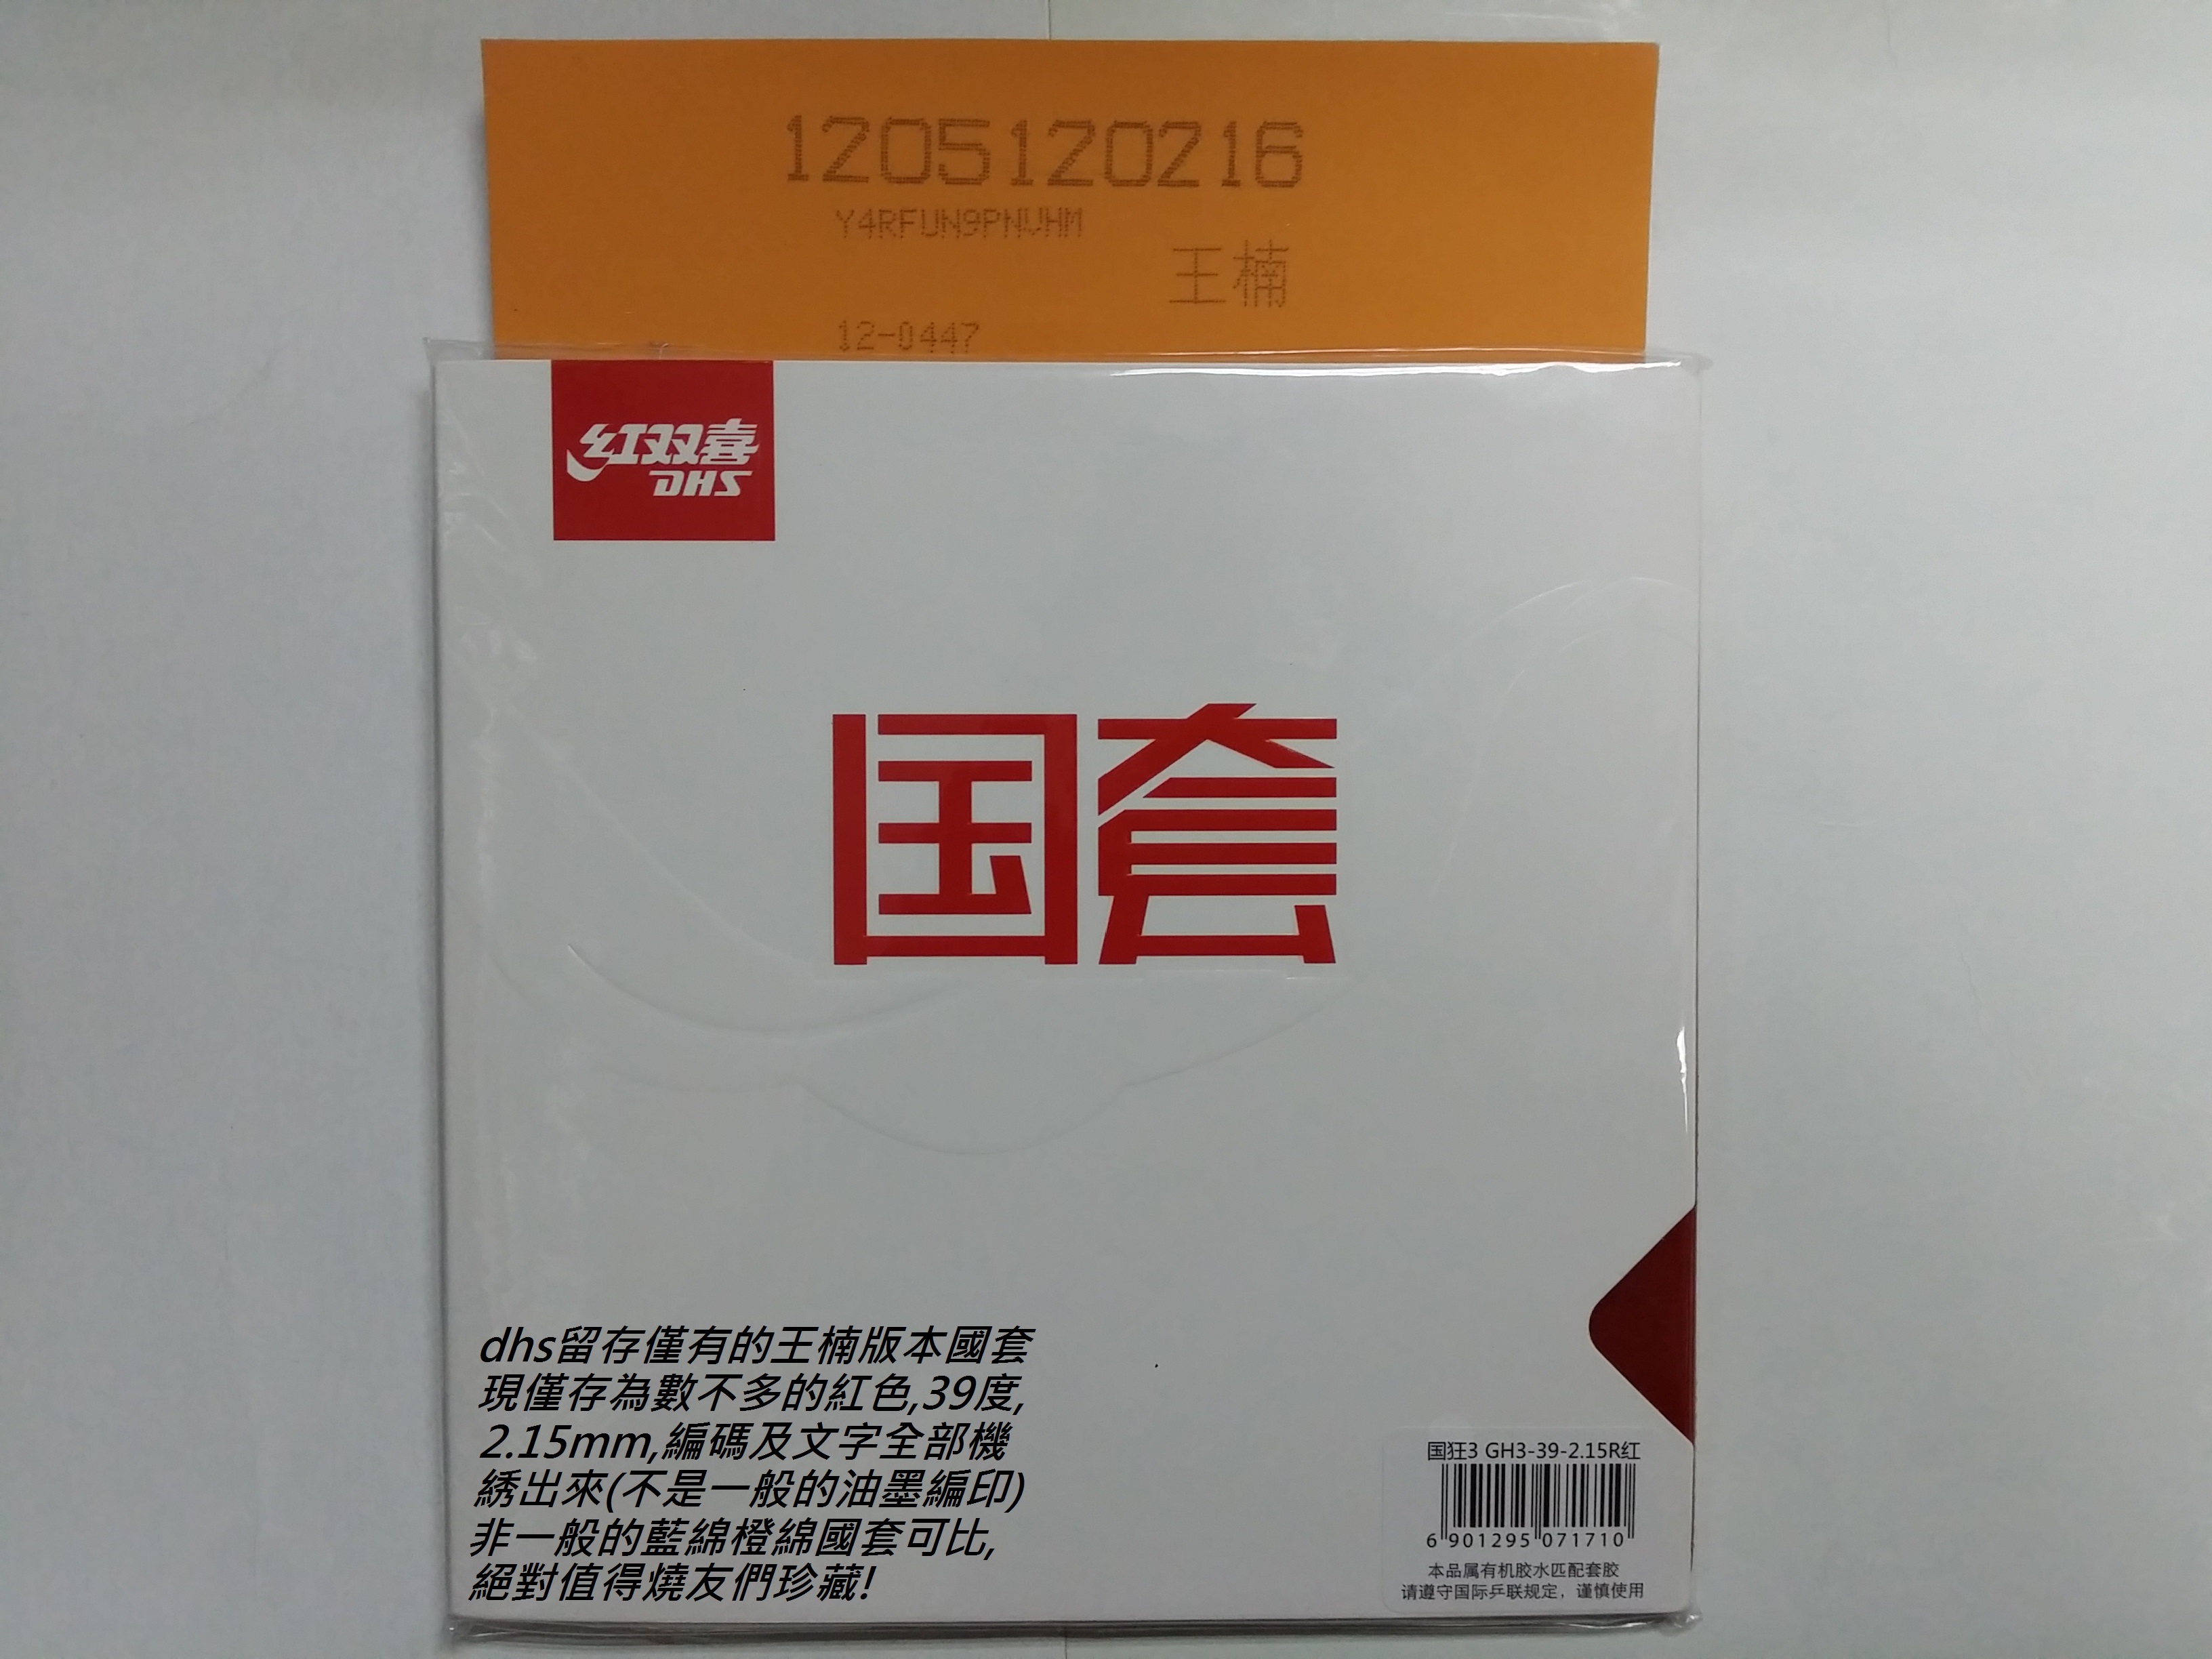 1205120216
Y4RFUN9PNVHM
王楠
12-0447
红双喜
DHS
国套
dhs留存僅有的王楠版本國套
現僅存為數不多的紅色,39度,
2.15mm,編碼及文字全部機
綉出來(不是一般的油墨編印)
非一般的藍綿橙綿國套可比,
絕對值得燒友們珍藏!
国狂3 GH3-39-2.15R红
6 901295 071710
本品属有机胶水匹配套胶
请遵守国际乒联规定，谨慎使用